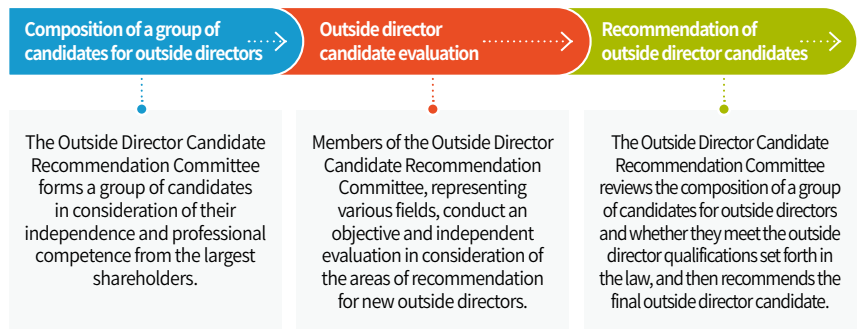 Composition of a group of
candidates for outside directors
Outside director
candidate evaluation
Recommendation of
outside director candidates
The Outside Director Candidate
Recommendation Committee
forms a group of candidates
in consideration of their
independence and professional
competence from the largest
shareholders.
Members of the Outside Director
Candidate Recommendation
Committee, representing
various fields, conduct an
objective and independent
evaluation in consideration of
the areas of recommendation
for new outside directors.
The Outside Director Candidate
Recommendation Committee
reviews the composition of a group
of candidates for outside directors
and whether they meet the outside
director qualifications set forth in
the law, and then recommends the
final outside director candidate.